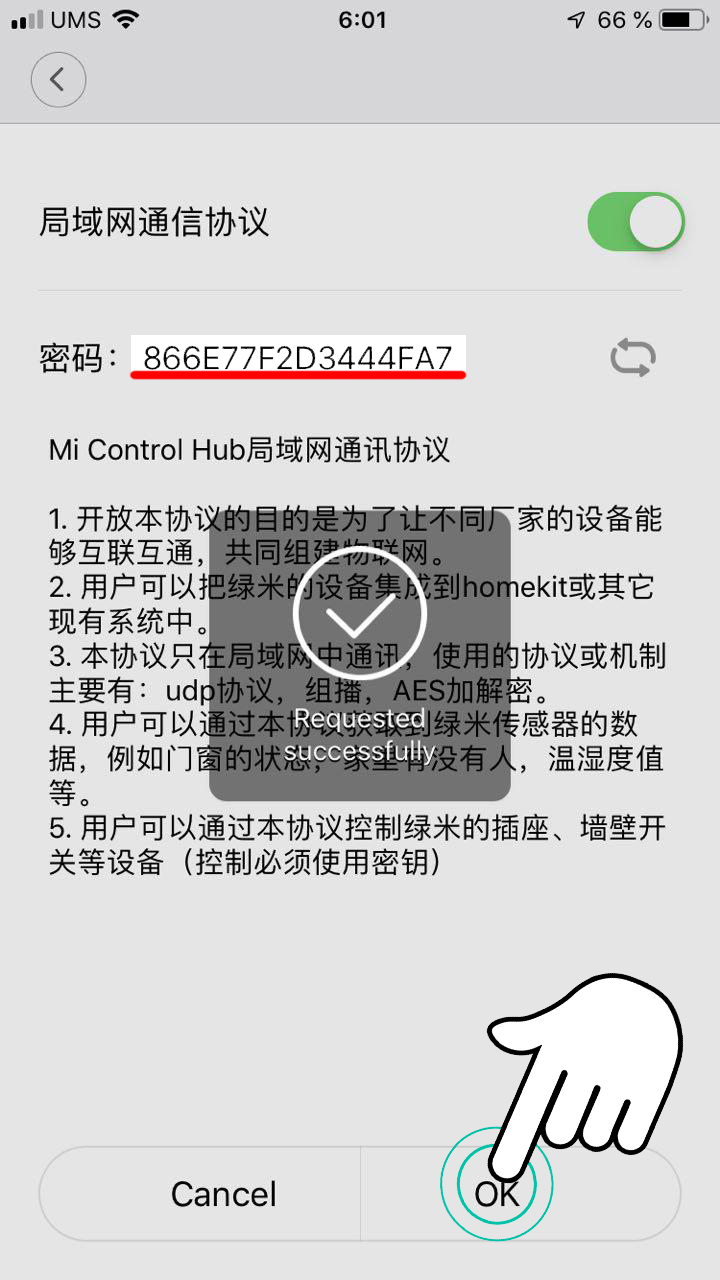 UMS 6:01 66 %
局域网通信协议
密码： 866E77F2D3444FA7
Mi Control Hub局域网通讯协议
1. 开放本协议的目的是为了让不同厂家的设备能
够互联互通，共同组建物联网。
2. 用户可以把绿米的设备集成到homekit或其它
现有系统中。
3. 本协议只在局域网中通讯，使用的协议或机制
主要有：udp协议，组播，AES加解密。
4. 用户可以通过本协议获取到绿米传感器的数
据，例如门窗的状态，家里有没有人，温湿度值
等。
5. 用户可以通过本协议控制绿米的插座、墙壁开
关等设备（控制必须使用密钥）
Requested
successfully
Cancel
OK